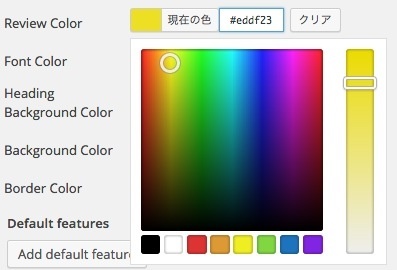 Review Color
現在の色
#eddf23
クリア
Font Color
Heading
Background Color
Background Color
Border Color
Default features
Add default feature